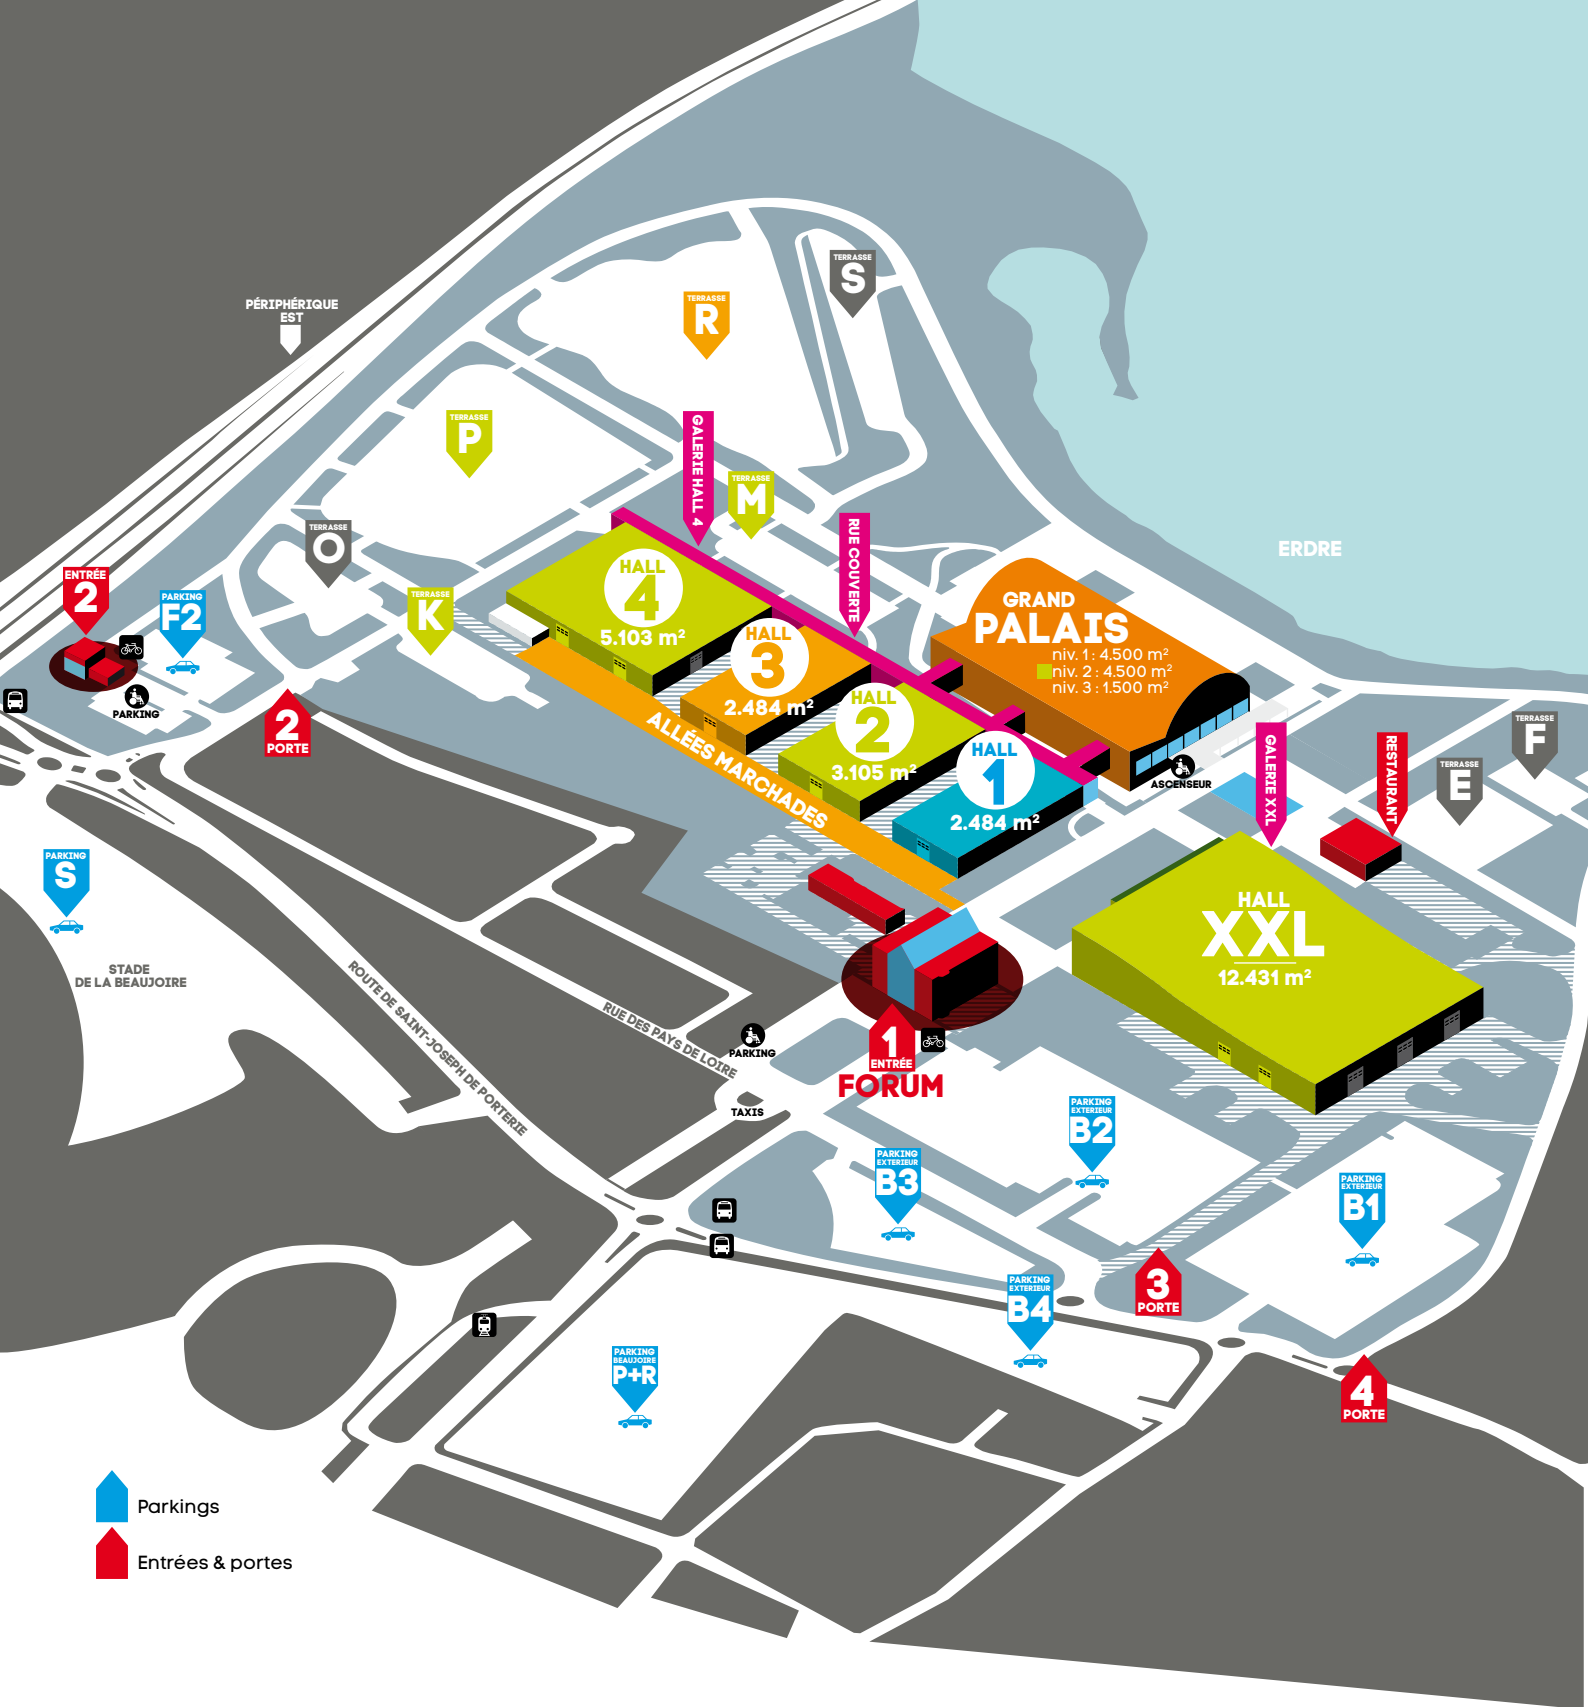 TERRASSE
S
TERRASSE
R
PÉRIPHÉRIQUE
EST
TERRASSE
P
GALERIE HALL 4
TERRASSE
M
RUE COUVERTE
TERRASSE
O
ERDRE
ENTRÉE
2
PARKING
F2
TERRASSE
K
HALL
4
5.103 m²
GRAND
PALAIS
niv. 1 : 4.500 m²
niv. 2 : 4.500 m²
niv. 3 : 1.500 m²
HALL
3
2.484 m²
HALL
2
3.105 m²
HALL
1
2.484 m²
PARKING
2
PORTE
ALLÉES MARCHADES
ASCENSEUR
GALERIE XXL
RESTAURANT
TERRASSE
F
TERRASSE
E
PARKING
S
STADE
DE LA BEAUJOIRE
HALL
XXL
12.431 m²
ROUTE DE SAINT-JOSEPH DE PORTERIE
RUE DES PAYS DE LOIRE
PARKING
TAXIS
1
ENTRÉE
FORUM
PARKING
EXTERIEUR
B2
PARKING
EXTERIEUR
B3
PARKING
EXTERIEUR
B1
3
PORTE
PARKING
EXTERIEUR
B4
PARKING
BEAUJOIRE
P+R
4
PORTE
Parkings
Entrées & portes